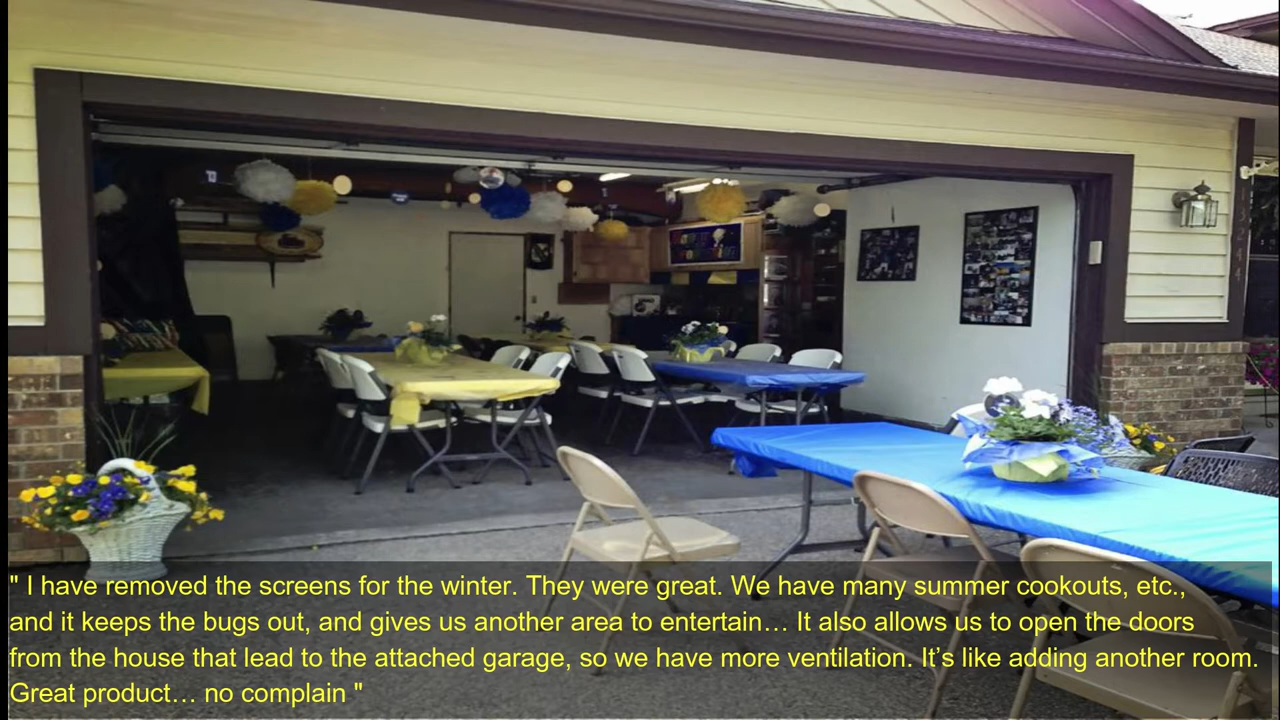 3244
" I have removed the screens for the winter. They were great. We have many summer cookouts, etc.,
and it keeps the bugs out, and gives us another area to entertain… It also allows us to open the doors
from the house that lead to the attached garage, so we have more ventilation. It’s like adding another room.
Great product… no complain "